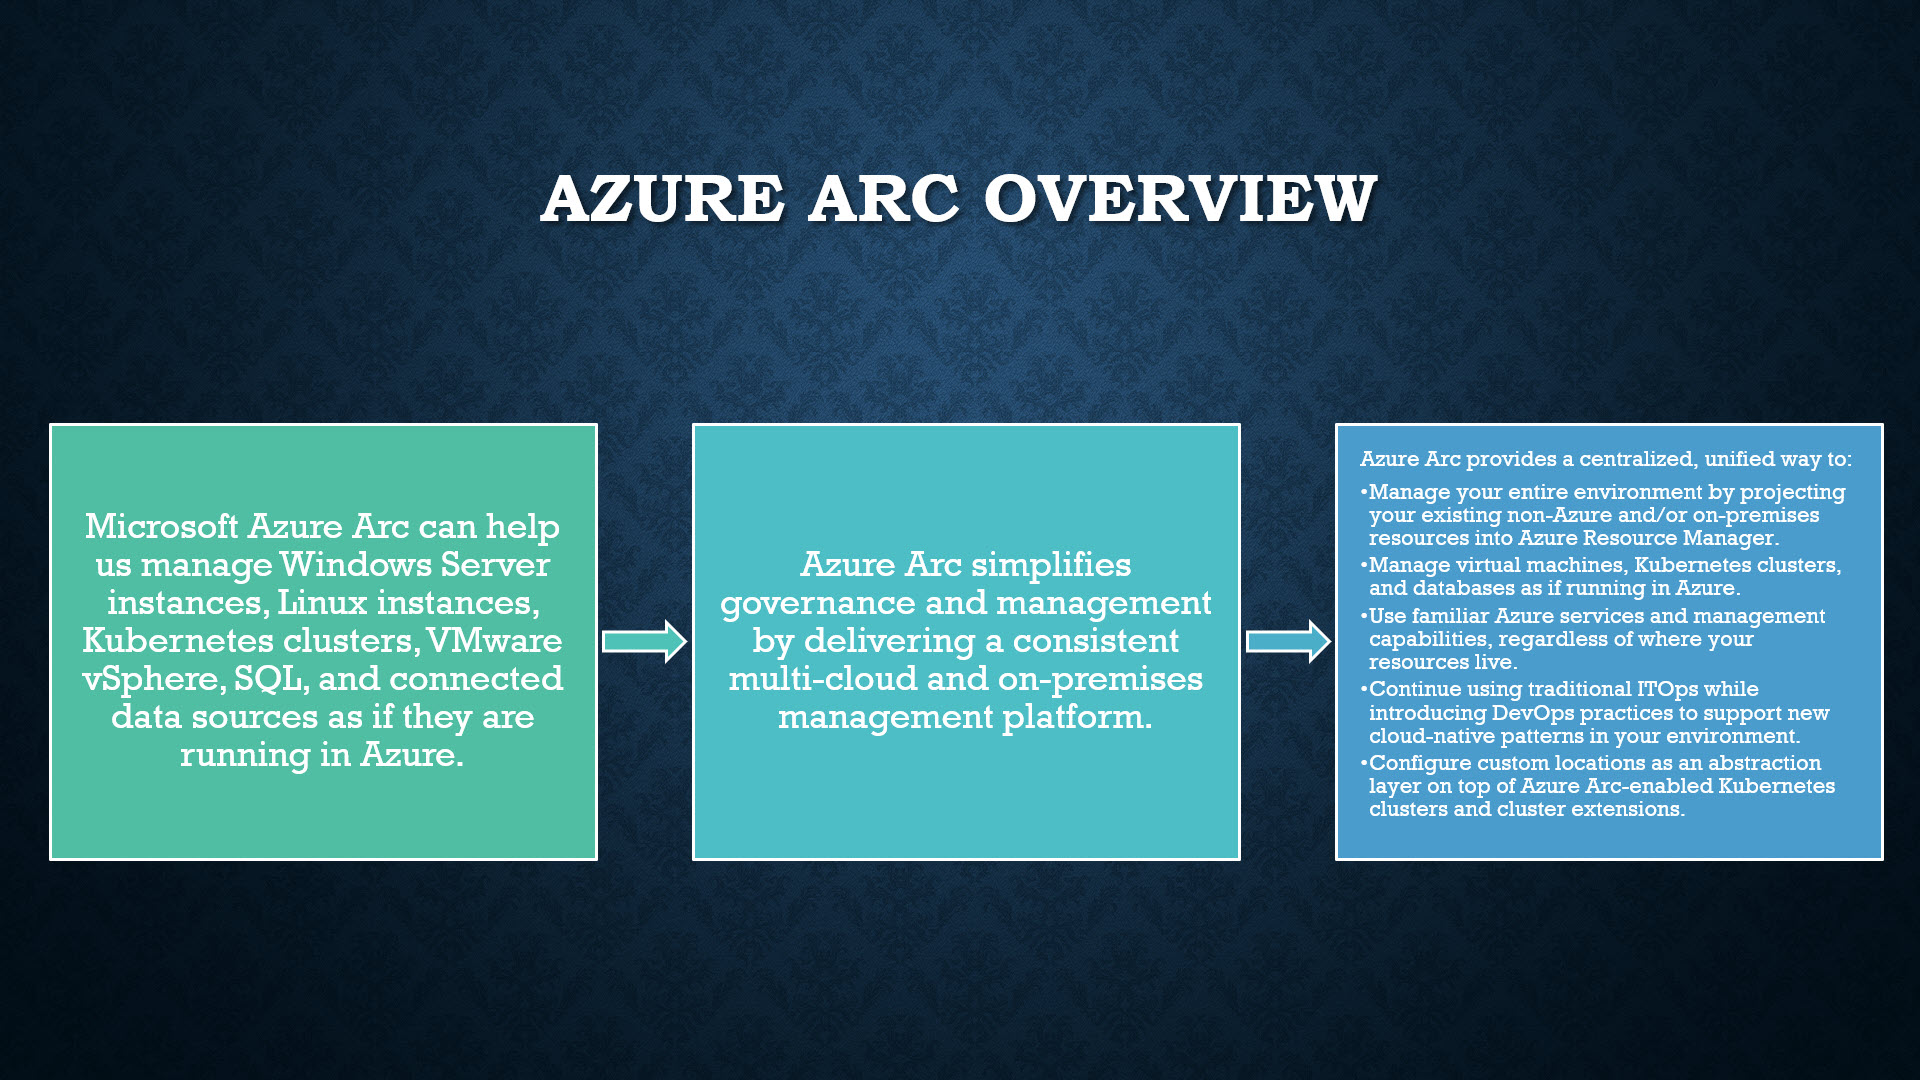 AZURE ARC OVERVIEW
Microsoft Azure Arc can help
us manage Windows Server
instances, Linux instances,
Kubernetes clusters, VMware
vSphere, SQL, and connected
data sources as if they are
running in Azure.
Azure Arc simplifies
governance and management
by delivering a consistent
multi-cloud and on-premises
management platform.
Azure Arc provides a centralized, unified way to:
•Manage your entire environment by projecting
your existing non-Azure and/or on-premises
resources into Azure Resource Manager.
•Manage virtual machines, Kubernetes clusters,
and databases as if running in Azure.
•Use familiar Azure services and management
capabilities, regardless of where your
resources live.
•Continue using traditional ITOps while
introducing DevOps practices to support new
cloud-native patterns in your environment.
•Configure custom locations as an abstraction
layer on top of Azure Arc-enabled Kubernetes
clusters and cluster extensions.